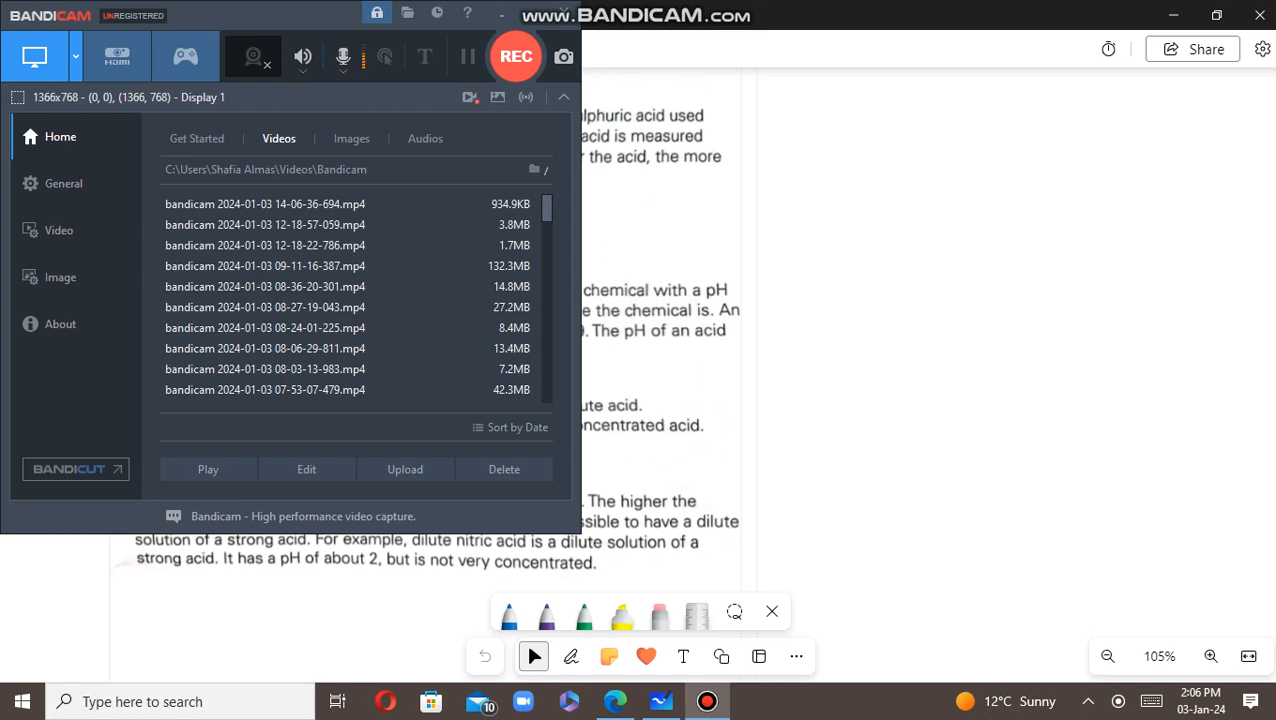 BANDICAM UNREGISTERED
www.BANDICAM.com
HDMI
T
REC
Share
1366x768 - (0, 0), (1366, 768) - Display 1
Home
General
Video
Image
About
BANDICUT
Get Started
Videos
Images
Audios
C:\Users\Shafia Almas\Videos\Bandicam
/
bandicam 2024-01-03 14-06-36-694.mp4 934.9KB
bandicam 2024-01-03 12-18-57-059.mp4 3.8MB
bandicam 2024-01-03 12-18-22-786.mp4 1.7MB
bandicam 2024-01-03 09-11-16-387.mp4 132.3MB
bandicam 2024-01-03 08-36-20-301.mp4 14.8MB
bandicam 2024-01-03 08-27-19-043.mp4 27.2MB
bandicam 2024-01-03 08-24-01-225.mp4 8.4MB
bandicam 2024-01-03 08-06-29-811.mp4 13.4MB
bandicam 2024-01-03 08-03-13-983.mp4 7.2MB
bandicam 2024-01-03 07-53-07-479.mp4 42.3MB
Sort by Date
Play Edit Upload Delete
Bandicam - High performance video capture.
lphuric acid used
acid is measured
r the acid, the more
chemical with a pH
e the chemical is. An
. The pH of an acid
ute acid.
oncentrated acid.
. The higher the
ssible to have a dilute
solution of a strong acid. For example, dilute nitric acid is a dilute solution of a
strong acid. It has a pH of about 2, but is not very concentrated.
T
105%
Type here to search
10
12°C Sunny
2:06 PM
03-Jan-24